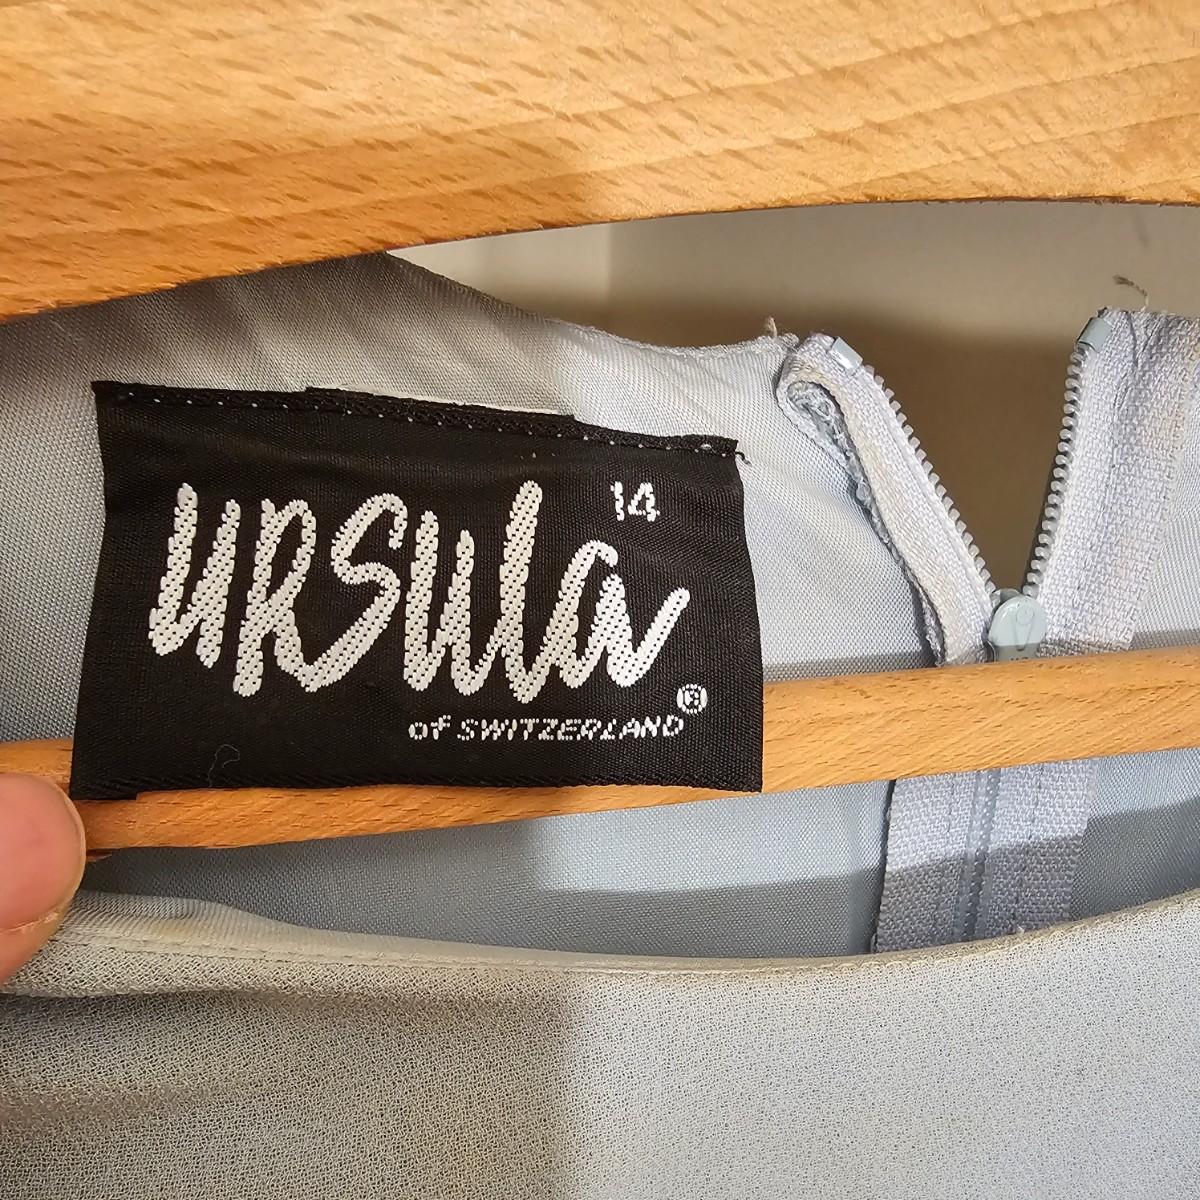 14
URSula
of SWITZERLAND®